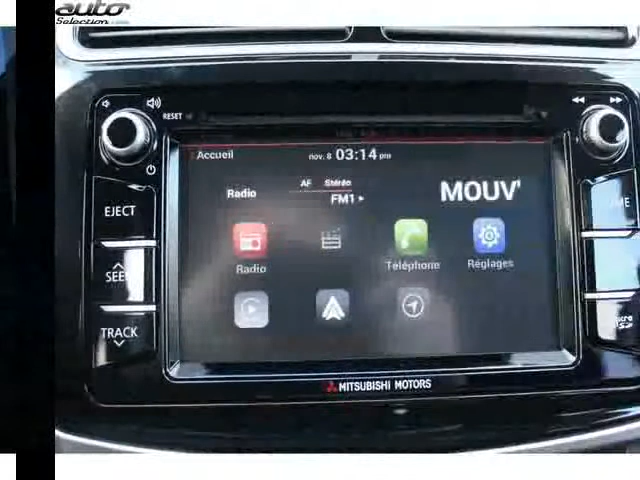 auto
Selection.com
RESET
Accueil
nov. 8 03:14 pm
Radio
AF Stéréo
FM1
MOUV'
EJECT
SEEK
TRACK
Radio
Téléphone
Réglages
MITSUBISHI MOTORS